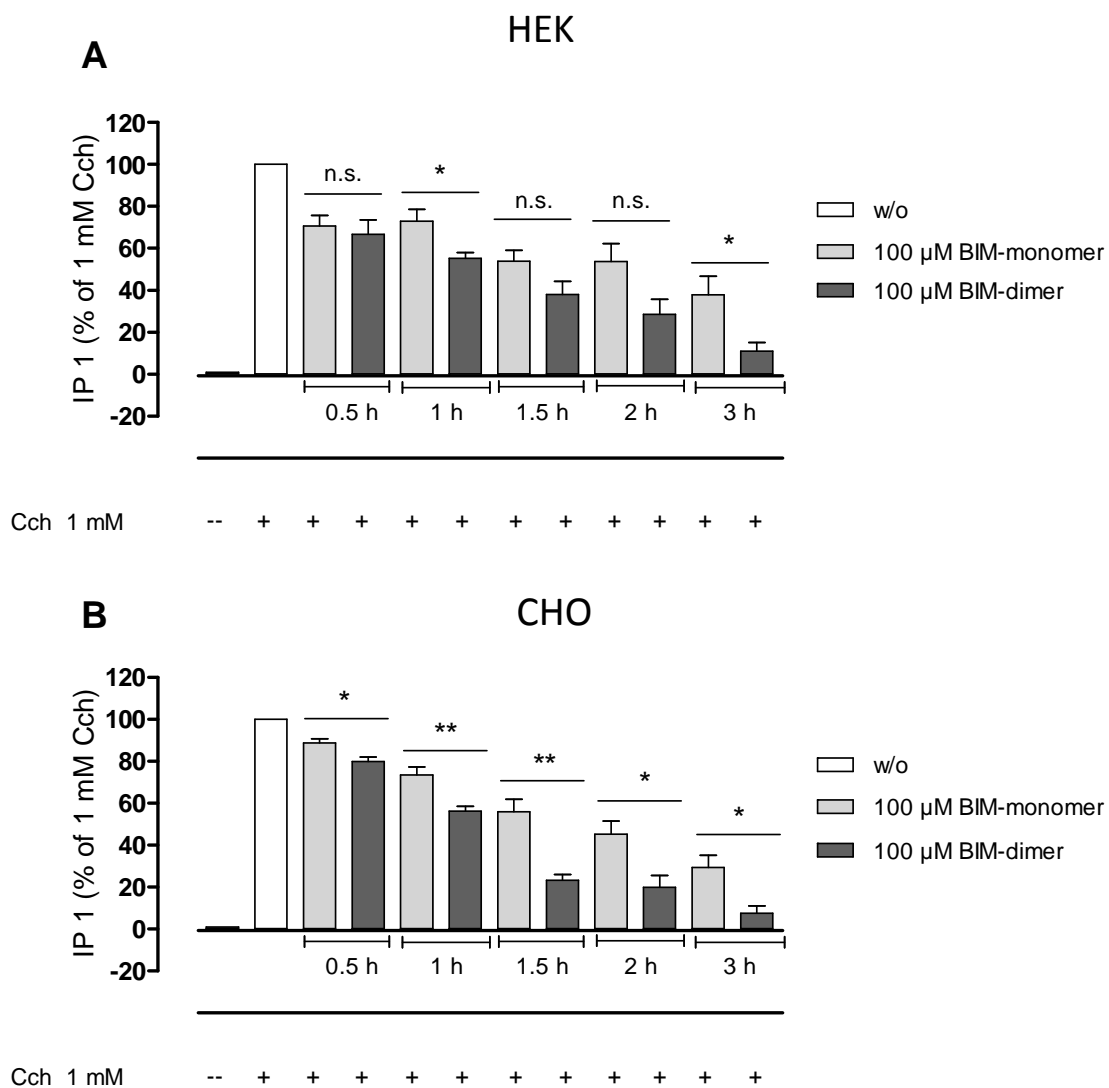 HEK
A
IP 1 (% of 1 mM Cch)
120
100
80
60
40
20
0
-20
n.s.
*
n.s.
n.s.
*
w/o
100 µM BIM-monomer
100 µM BIM-dimer
0.5 h 1 h 1.5 h 2 h 3 h
Cch 1 mM -- + + + + + + + + + + +
B
CHO
IP 1 (% of 1 mM Cch)
120
100
80
60
40
20
0
-20
*
**
**
*
*
w/o
100 µM BIM-monomer
100 µM BIM-dimer
0.5 h 1 h 1.5 h 2 h 3 h
Cch 1 mM -- + + + + + + + + + + +